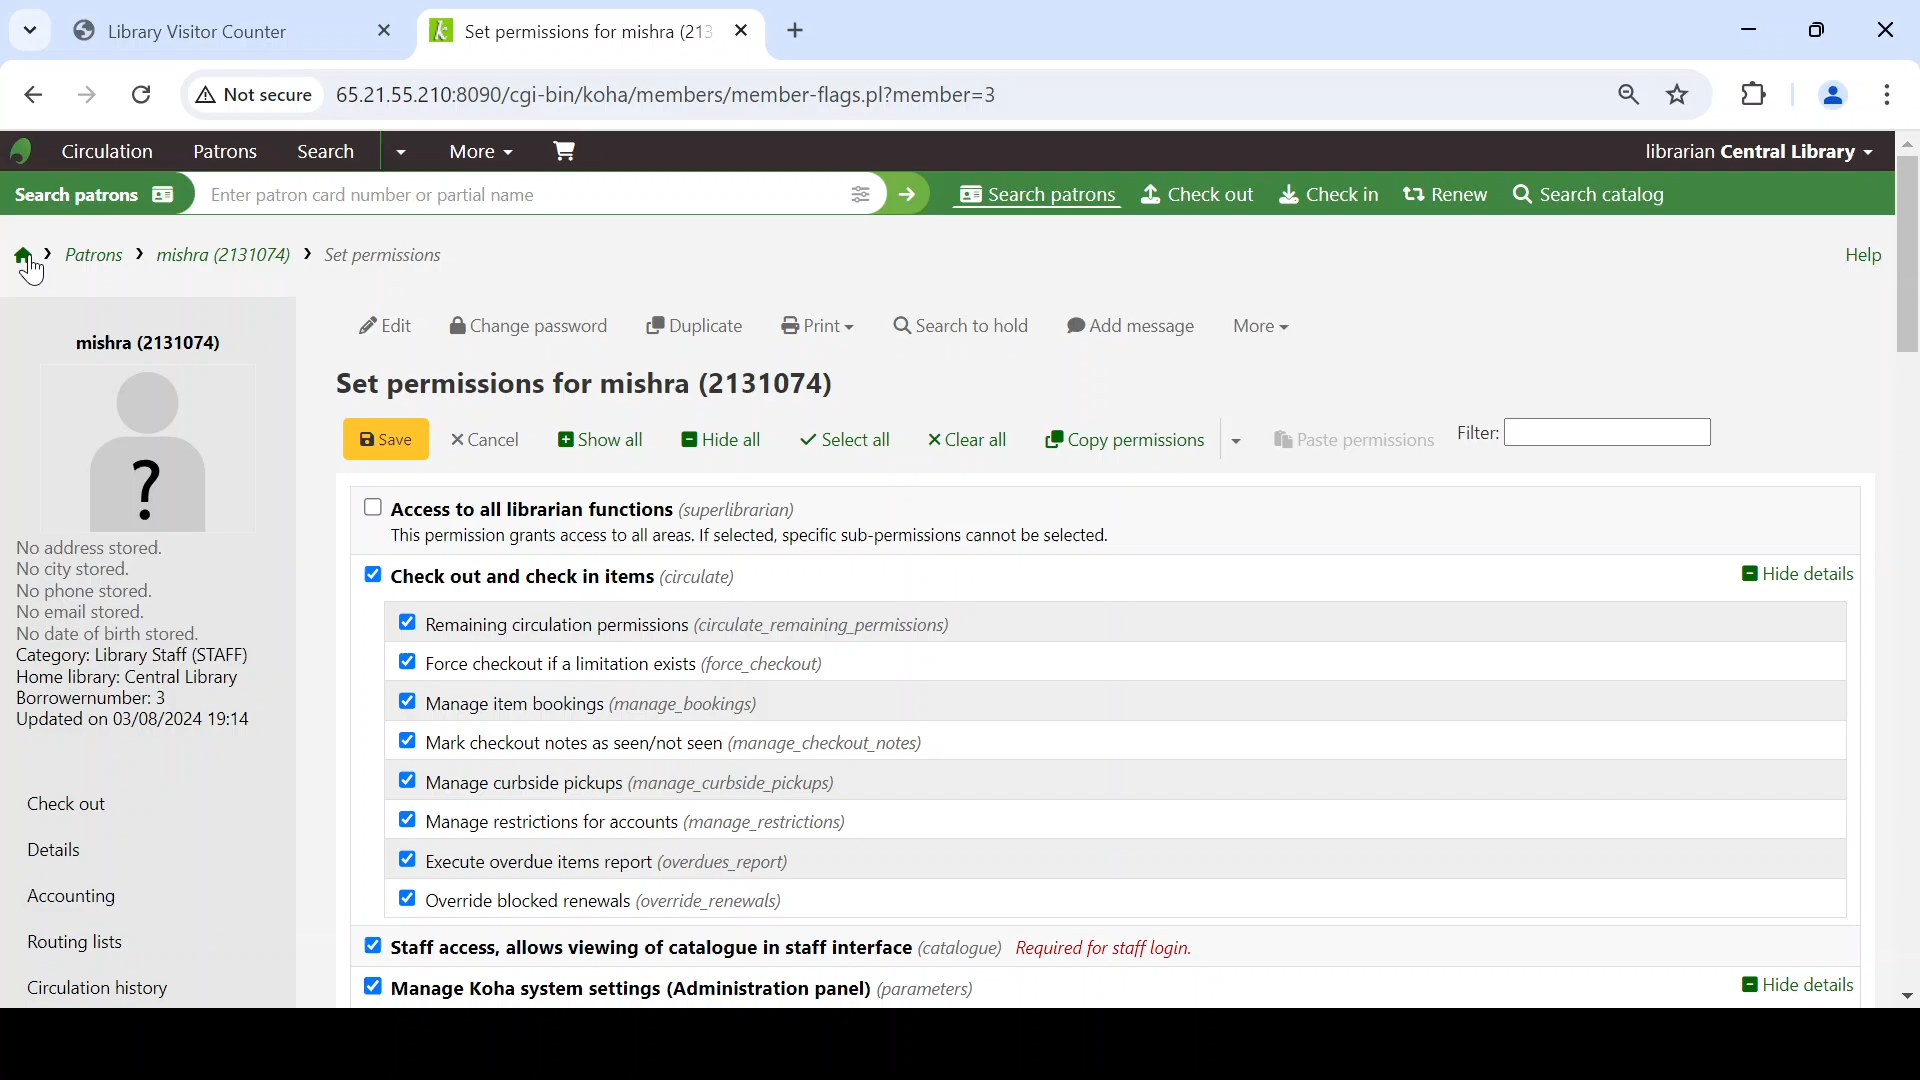 Library Visitor Counter
Set permissions for mishra (213
Not secure 65.21.55.210:8090/cgi-bin/koha/members/member-flags.pl?member=3
Circulation Patrons Search More librarian Central Library
Search patrons Enter patron card number or partial name Search patrons Check out Check in Renew Search catalog
Patrons › mishra (2131074) › Set permissions Help
mishra (2131074)
?
No address stored.
No city stored.
No phone stored.
No email stored.
No date of birth stored.
Category: Library Staff (STAFF)
Home library: Central Library
Borrowernumber: 3
Updated on 03/08/2024 19:14
Check out
Details
Accounting
Routing lists
Circulation history
Edit Change password Duplicate Print Search to hold Add message More
Set permissions for mishra (2131074)
Save Cancel Show all Hide all Select all Clear all Copy permissions Paste permissions Filter:
Access to all librarian functions (superlibrarian)
This permission grants access to all areas. If selected, specific sub-permissions cannot be selected.
Check out and check in items (circulate) Hide details
Remaining circulation permissions (circulate_remaining_permissions)
Force checkout if a limitation exists (force_checkout)
Manage item bookings (manage_bookings)
Mark checkout notes as seen/not seen (manage_checkout_notes)
Manage curbside pickups (manage_curbside_pickups)
Manage restrictions for accounts (manage_restrictions)
Execute overdue items report (overdues_report)
Override blocked renewals (override_renewals)
Staff access, allows viewing of catalogue in staff interface (catalogue) Required for staff login.
Manage Koha system settings (Administration panel) (parameters) Hide details